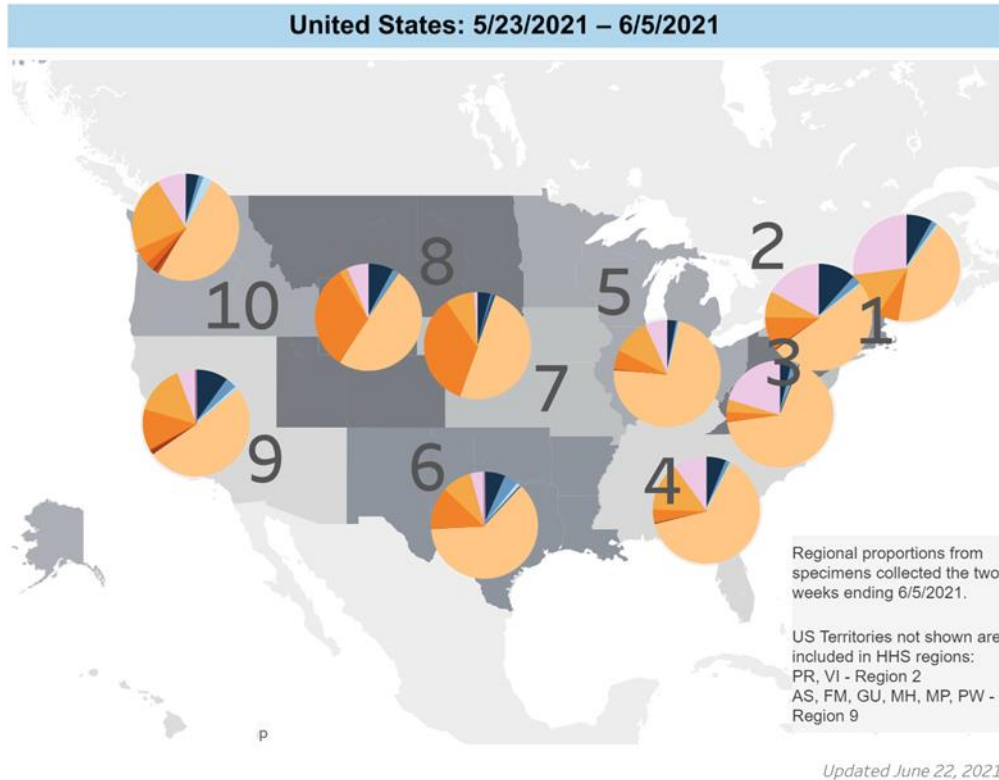 United States: 5/23/2021 – 6/5/2021
2
8
5
10
1
3
7
9
6
4
Regional proportions from
specimens collected the two
weeks ending 6/5/2021.
US Territories not shown are
included in HHS regions:
PR, VI - Region 2
AS, FM, GU, MH, MP, PW -
Region 9
p
Updated June 22, 2021